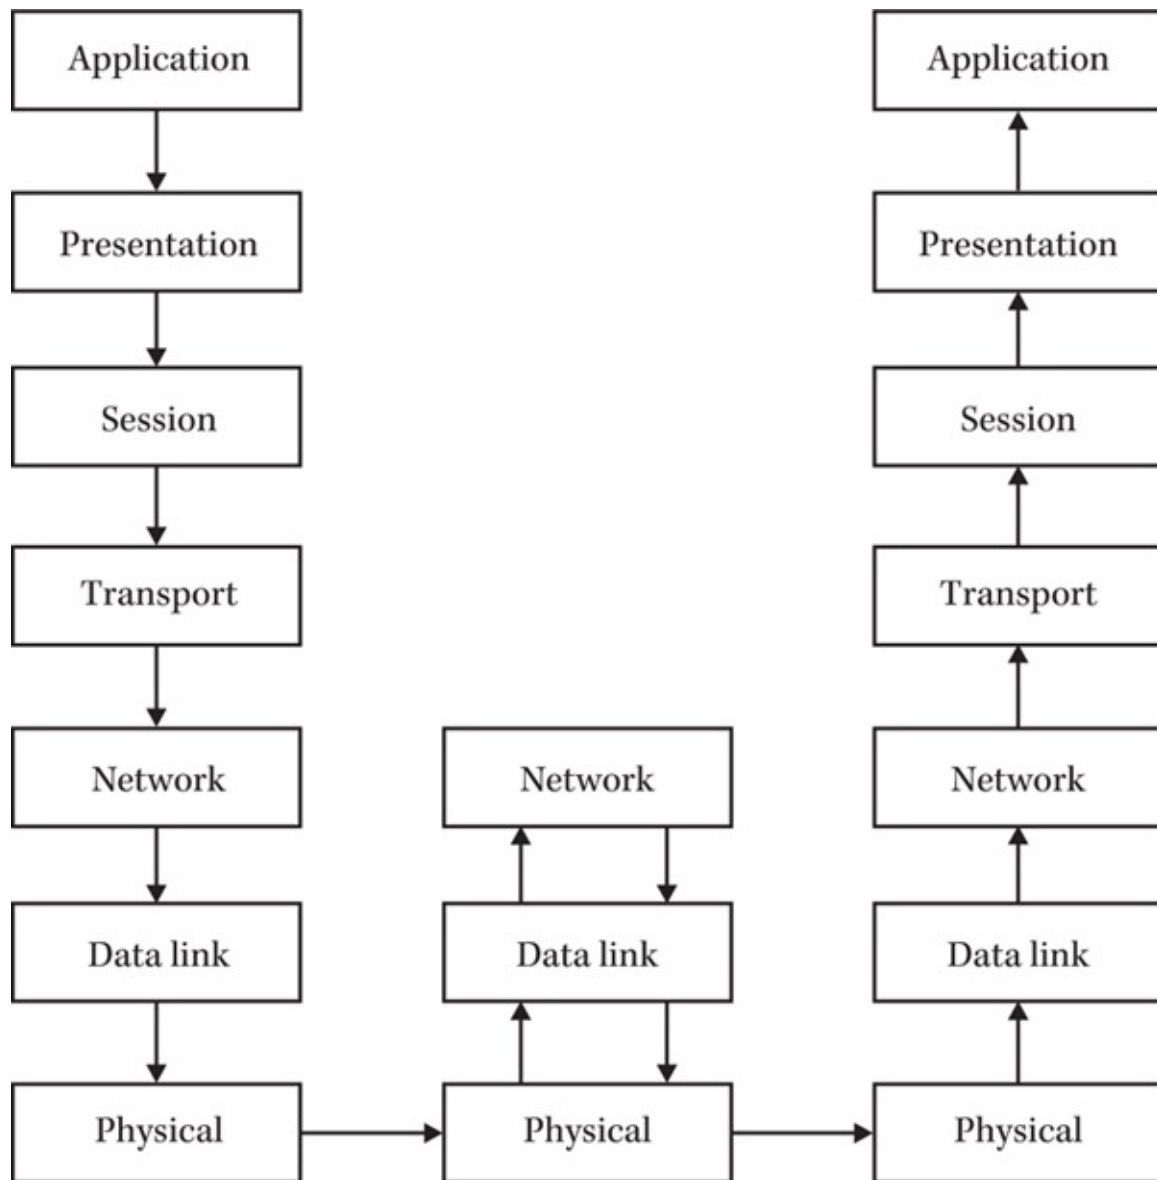 Application
Presentation
Session
Transport
Network
Data link
Physical
Network
Data link
Physical
Application
Presentation
Session
Transport
Network
Data link
Physical